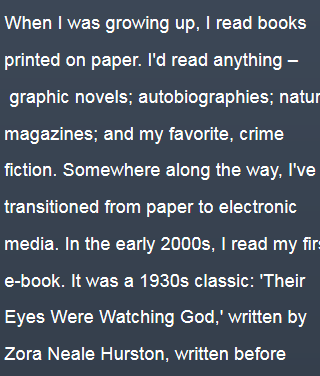 When I was growing up, I read books
printed on paper. I'd read anything –
graphic novels; autobiographies; natur
magazines; and my favorite, crime
fiction. Somewhere along the way, I've
transitioned from paper to electronic
media. In the early 2000s, I read my firs
e-book. It was a 1930s classic: 'Their
Eyes Were Watching God,' written by
Zora Neale Hurston, written before